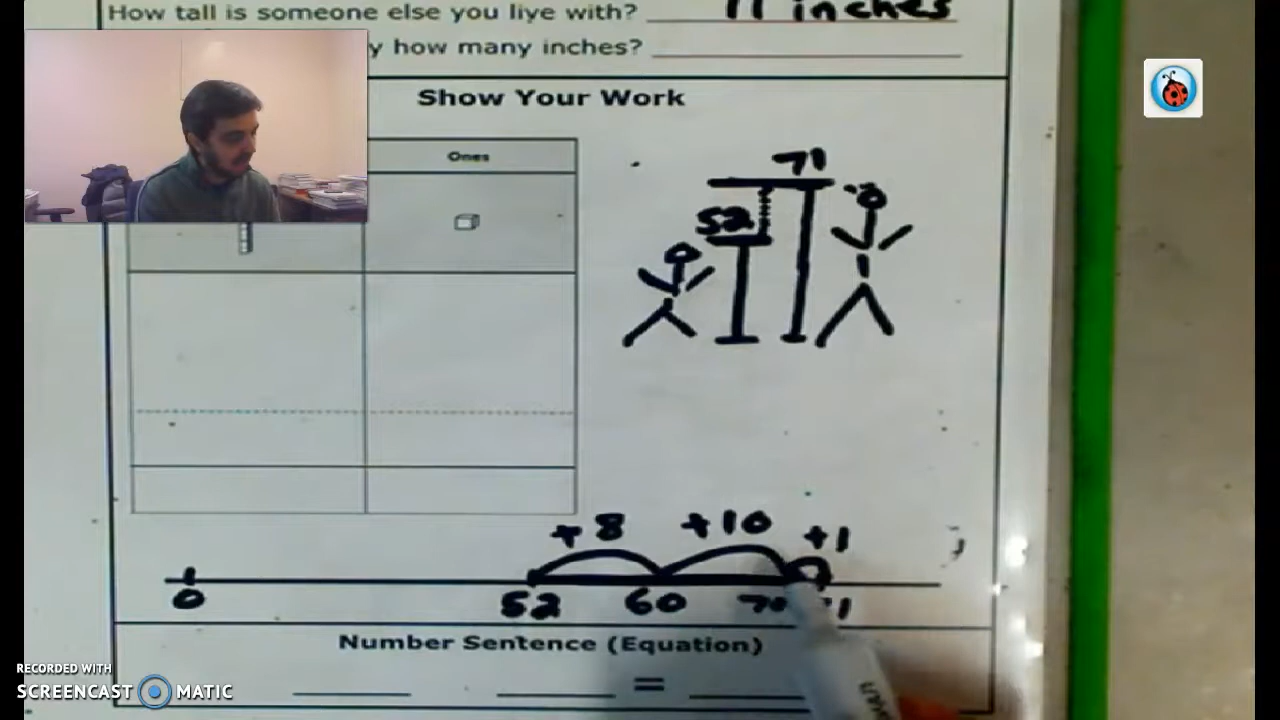 How tall is someone else you live with? 71 inches
y how many inches?
Show Your Work
Ones
71
52
+8 +10 +1
0 52 60 70 71
Number Sentence (Equation)
=
RECORDED WITH
SCREENCAST MATIC